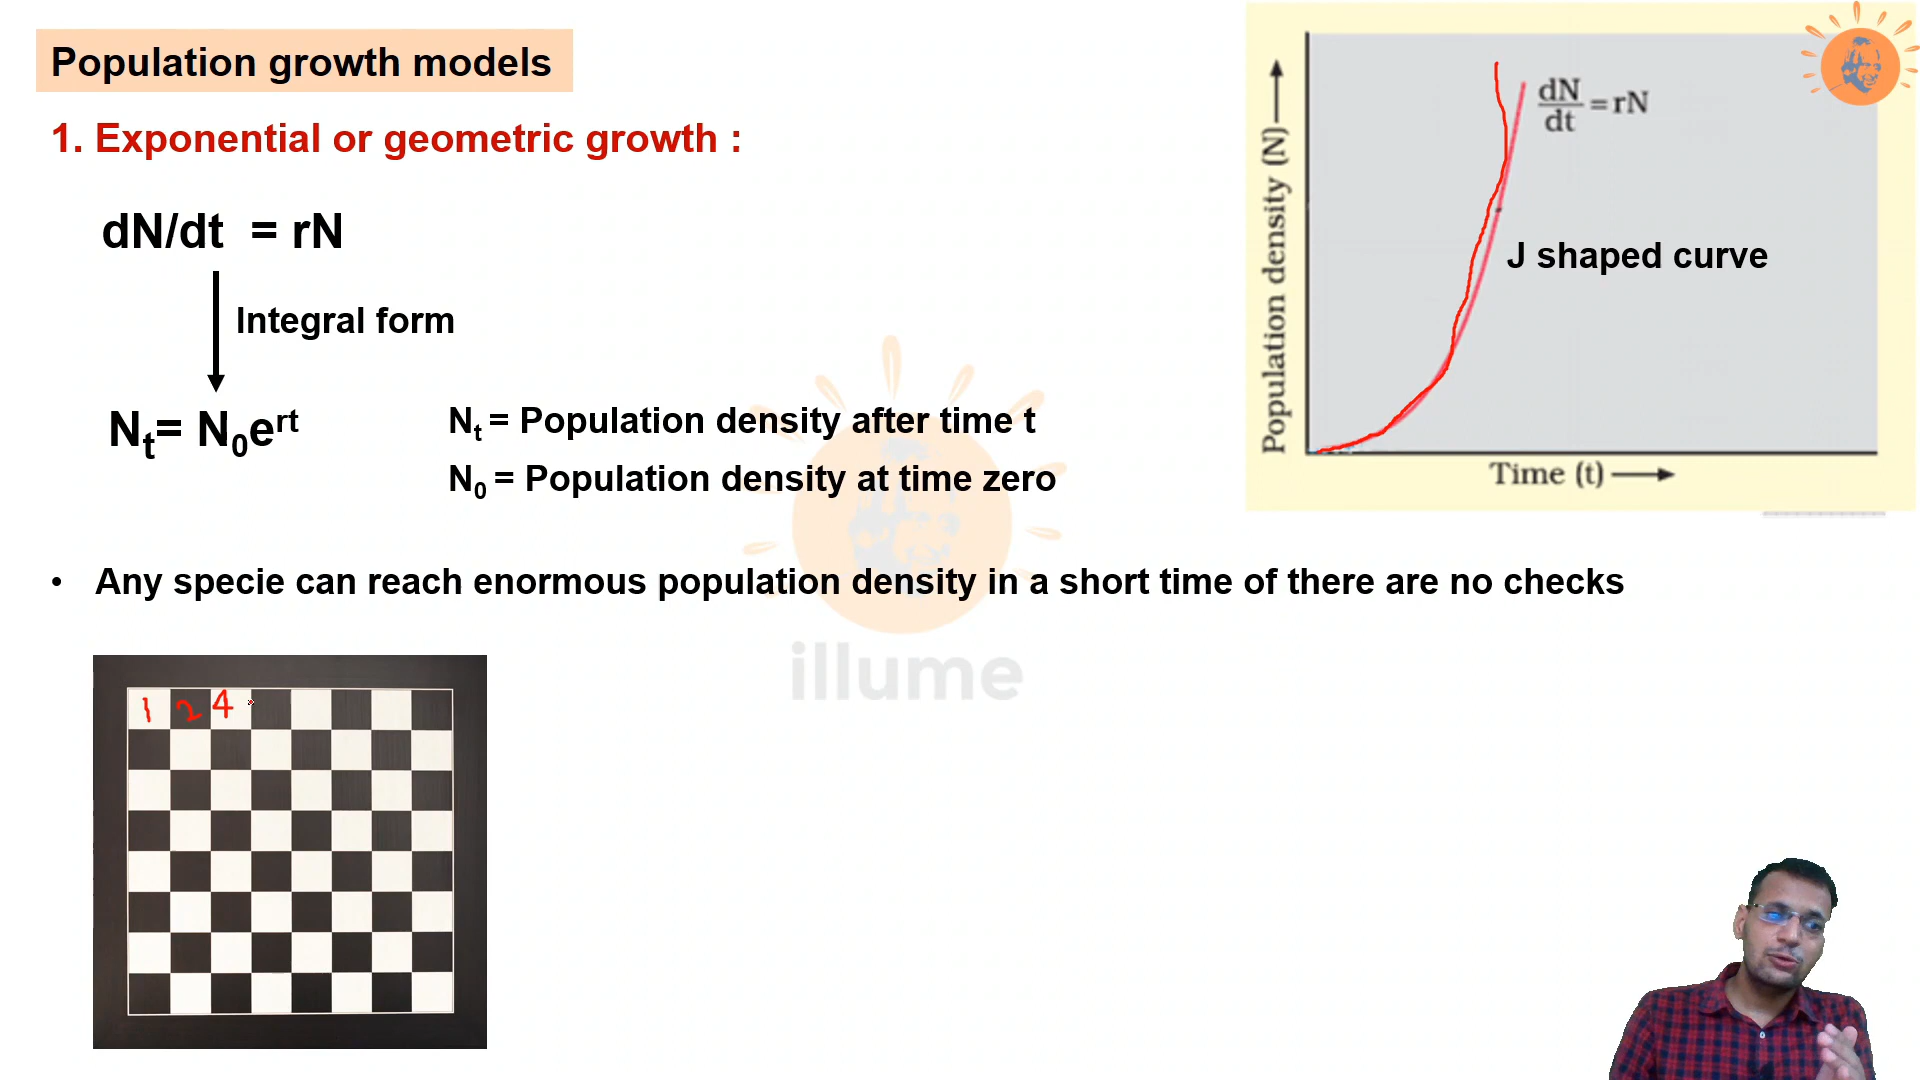 Population growth models
1. Exponential or geometric growth :
dN/dt = rN
Integral form
Nt= N0e^rt
Nt = Population density after time t
N0 = Population density at time zero
Population density (N)
dN/dt = rN
J shaped curve
Time (t)
• Any specie can reach enormous population density in a short time of there are no checks
illume
1 2 4